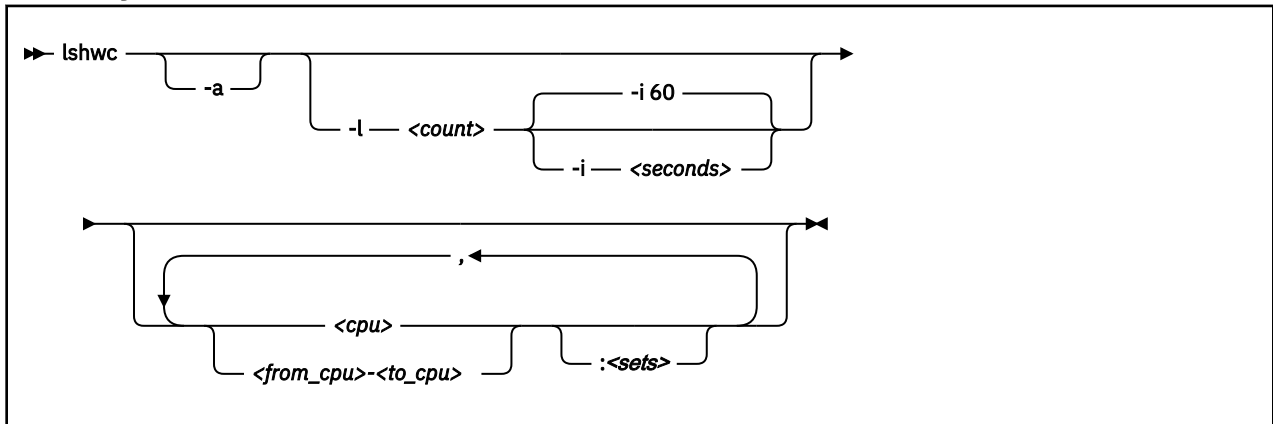 lshwc
-a
-i 60
-l <count>
-i <seconds>
,
<cpu>
<from_cpu>-<to_cpu>
:<sets>